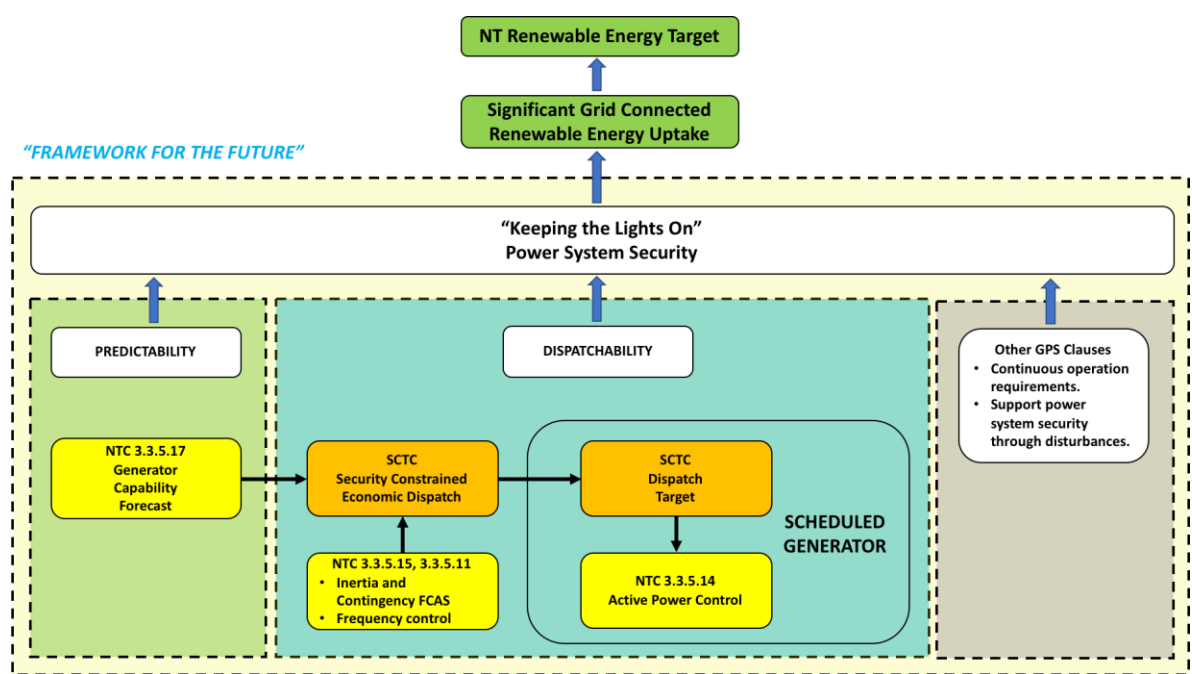 NT Renewable Energy Target
Significant Grid Connected
Renewable Energy Uptake
“FRAMEWORK FOR THE FUTURE”
“Keeping the Lights On”
Power System Security
PREDICTABILITY
DISPATCHABILITY
Other GPS Clauses
• Continuous operation
requirements.
• Support power
system security
through disturbances.
NTC 3.3.5.17
Generator
Capability
Forecast
SCTC
Security Constrained
Economic Dispatch
SCTC
Dispatch
Target
SCHEDULED
GENERATOR
NTC 3.3.5.15, 3.3.5.11
• Inertia and
Contingency FCAS
• Frequency control
NTC 3.3.5.14
Active Power Control